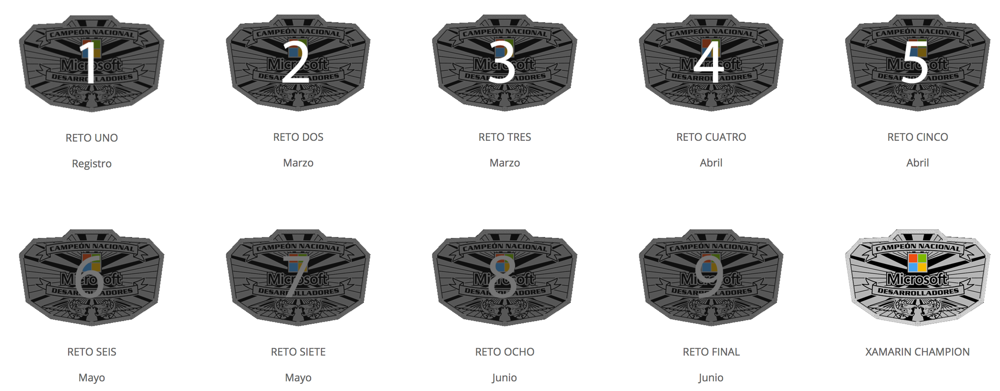 CAMPEÓN NACIONAL
1
Microsoft
DESARROLLADORES
RETO UNO
Registro
CAMPEÓN NACIONAL
2
Microsoft
DESARROLLADORES
RETO DOS
Marzo
CAMPEÓN NACIONAL
3
Microsoft
DESARROLLADORES
RETO TRES
Marzo
CAMPEÓN NACIONAL
4
Microsoft
DESARROLLADORES
RETO CUATRO
Abril
CAMPEÓN NACIONAL
5
Microsoft
DESARROLLADORES
RETO CINCO
Abril
CAMPEÓN NACIONAL
6
Microsoft
DESARROLLADORES
RETO SEIS
Mayo
CAMPEÓN NACIONAL
7
Microsoft
DESARROLLADORES
RETO SIETE
Mayo
CAMPEÓN NACIONAL
8
Microsoft
DESARROLLADORES
RETO OCHO
Junio
CAMPEÓN NACIONAL
9
Microsoft
DESARROLLADORES
RETO FINAL
Junio
CAMPEÓN NACIONAL
Microsoft
DESARROLLADORES
XAMARIN CHAMPION